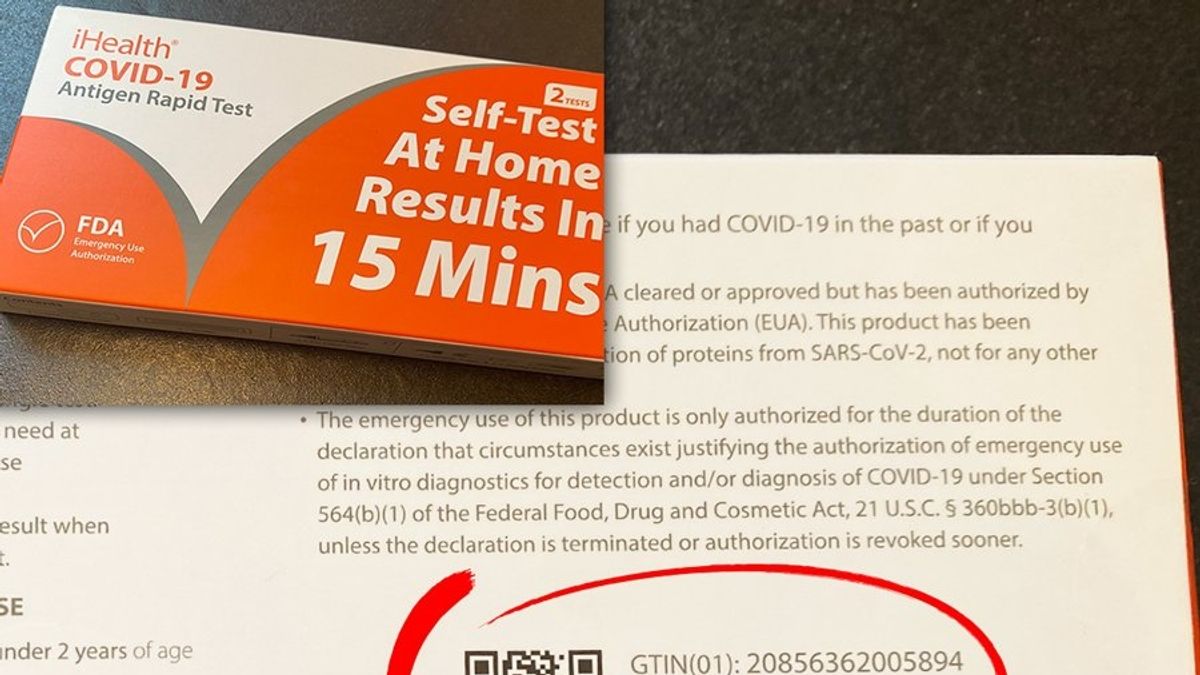 iHealth®
COVID-19
Antigen Rapid Test
2 TESTS
Self-Test
At Home
Results In
15 Mins
FDA
Emergency Use
Authorization
Contents
if you had COVID-19 in the past or if you
A cleared or approved but has been authorized by
Authorization (EUA). This product has been
tion of proteins from SARS-CoV-2, not for any other
• The emergency use of this product is only authorized for the duration of the
declaration that circumstances exist justifying the authorization of emergency use
of in vitro diagnostics for detection and/or diagnosis of COVID-19 under Section
564(b)(1) of the Federal Food, Drug and Cosmetic Act, 21 U.S.C. § 360bbb-3(b)(1),
unless the declaration is terminated or authorization is revoked sooner.
need at
se
esult when
t.
SE
under 2 years of age
GTIN(01): 20856362005894